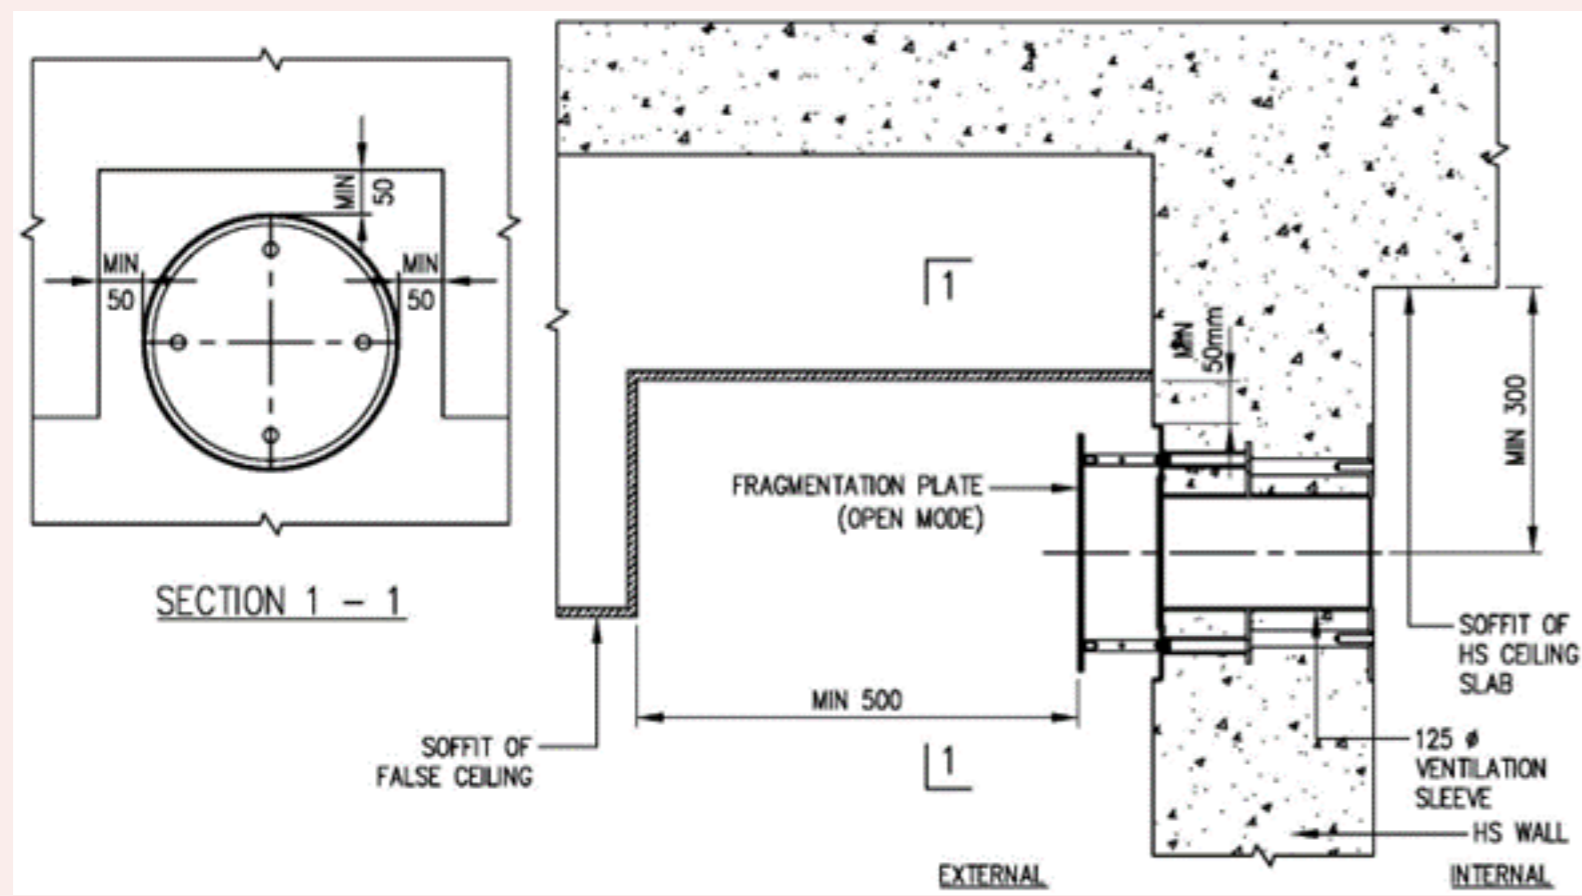 MIN
50
MIN
50
MIN
50
SECTION 1 - 1
1
MIN
50mm
MIN 300
FRAGMENTATION PLATE
(OPEN MODE)
MIN 500
SOFFIT OF
FALSE CEILING
1
SOFFIT OF
HS CEILING
SLAB
125 ϕ
VENTILATION
SLEEVE
HS WALL
EXTERNAL
INTERNAL